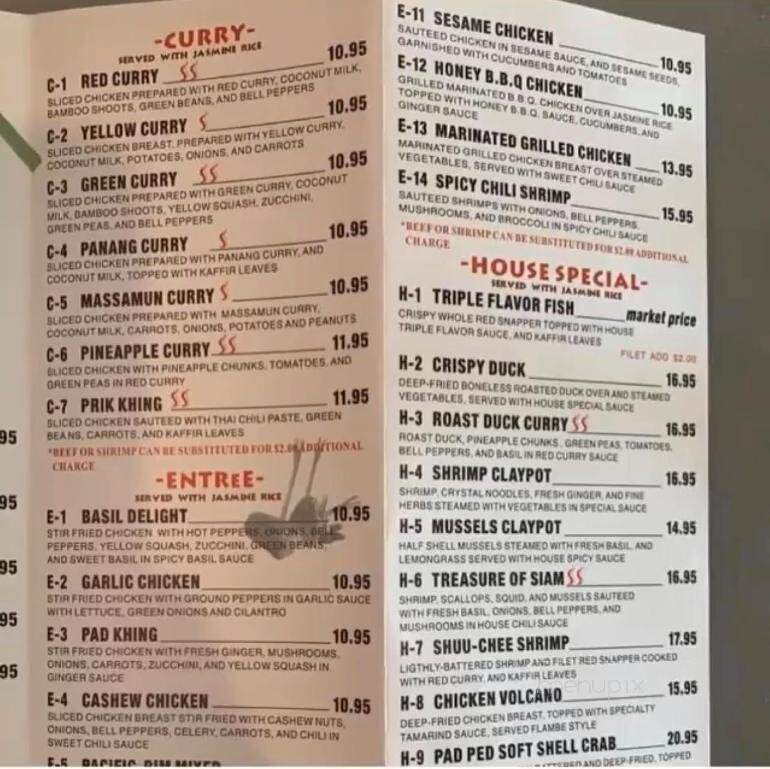 -CURRY-
SERVED WITH JASMINE RICE
C-1 RED CURRY 10.95
SLICED CHICKEN PREPARED WITH RED CURRY, COCONUT MILK,
BAMBOO SHOOTS, GREEN BEANS, AND BELL PEPPERS
C-2 YELLOW CURRY 10.95
SLICED CHICKEN BREAST, PREPARED WITH YELLOW CURRY,
COCONUT MILK, POTATOES, ONIONS, AND CARROTS
C-3 GREEN CURRY 10.95
SLICED CHICKEN PREPARED WITH GREEN CURRY, COCONUT
MILK, BAMBOO SHOOTS, YELLOW SQUASH, ZUCCHINI,
GREEN PEAS, AND BELL PEPPERS
C-4 PANANG CURRY 10.95
SLICED CHICKEN PREPARED WITH PANANG CURRY, AND
COCONUT MILK, TOPPED WITH KAFFIR LEAVES
C-5 MASSAMUN CURRY 10.95
SLICED CHICKEN PREPARED WITH MASSAMUN CURRY,
COCONUT MILK, CARROTS, ONIONS, POTATOES AND PEANUTS
C-6 PINEAPPLE CURRY 11.95
SLICED CHICKEN WITH PINEAPPLE CHUNKS, TOMATOES, AND
GREEN PEAS IN RED CURRY
C-7 PRIK KHING 11.95
SLICED CHICKEN SAUTEED WITH THAI CHILI PASTE, GREEN
BEANS, CARROTS, AND KAFFIR LEAVES
*BEEF OR SHRIMP CAN BE SUBSTITUTED FOR $2.00 ADDITIONAL
CHARGE
-ENTREE-
SERVED WITH JASMINE RICE
E-1 BASIL DELIGHT 10.95
STIR FRIED CHICKEN WITH HOT PEPPERS, ONIONS, BELL
PEPPERS, YELLOW SQUASH, ZUCCHINI, GREEN BEANS,
AND SWEET BASIL IN SPICY BASIL SAUCE
E-2 GARLIC CHICKEN 10.95
STIR FRIED CHICKEN WITH GROUND PEPPERS IN GARLIC SAUCE
WITH LETTUCE, GREEN ONIONS AND CILANTRO
E-3 PAD KHING 10.95
STIR FRIED CHICKEN WITH FRESH GINGER, MUSHROOMS,
ONIONS, CARROTS, ZUCCHINI, AND YELLOW SQUASH IN
GINGER SAUCE
E-4 CASHEW CHICKEN 10.95
SLICED CHICKEN BREAST STIR FRIED WITH CASHEW NUTS,
ONIONS, BELL PEPPERS, CELERY, CARROTS, AND CHILI IN
SWEET CHILI SAUCE
E-5 PACIFIC RIM MIXED
95
95
95
95
95
E-11 SESAME CHICKEN 10.95
SAUTEED CHICKEN IN SESAME SAUCE, AND SESAME SEEDS,
GARNISHED WITH CUCUMBERS AND TOMATOES
E-12 HONEY B.B.Q CHICKEN 10.95
GRILLED MARINATED B.B.Q. CHICKEN OVER JASMINE RICE
TOPPED WITH HONEY B.B.Q. SAUCE, CUCUMBERS, AND
GINGER SAUCE
E-13 MARINATED GRILLED CHICKEN 13.95
MARINATED GRILLED CHICKEN BREAST OVER STEAMED
VEGETABLES, SERVED WITH SWEET CHILI SAUCE
E-14 SPICY CHILI SHRIMP 15.95
SAUTEED SHRIMPS WITH ONIONS, BELL PEPPERS,
MUSHROOMS, AND BROCCOLI IN SPICY CHILI SAUCE
*BEEF OR SHRIMP CAN BE SUBSTITUTED FOR $2.00 ADDITIONAL
CHARGE
-HOUSE SPECIAL-
SERVED WITH JASMINE RICE
H-1 TRIPLE FLAVOR FISH market price
CRISPY WHOLE RED SNAPPER TOPPED WITH HOUSE
TRIPLE FLAVOR SAUCE, AND KAFFIR LEAVES
FILET ADD $2.00
H-2 CRISPY DUCK 16.95
DEEP-FRIED BONELESS ROASTED DUCK OVER AND STEAMED
VEGETABLES, SERVED WITH HOUSE SPECIAL SAUCE
H-3 ROAST DUCK CURRY 16.95
ROAST DUCK, PINEAPPLE CHUNKS, GREEN PEAS, TOMATOES,
BELL PEPPERS, AND BASIL IN RED CURRY SAUCE
H-4 SHRIMP CLAYPOT 16.95
SHRIMP, CRYSTAL NOODLES, FRESH GINGER, AND FINE
HERBS STEAMED WITH VEGETABLES IN SPECIAL SAUCE
H-5 MUSSELS CLAYPOT 14.95
HALF SHELL MUSSELS STEAMED WITH FRESH BASIL, AND
LEMONGRASS SERVED WITH HOUSE SPICY SAUCE
H-6 TREASURE OF SIAM 16.95
SHRIMP, SCALLOPS, SQUID, AND MUSSELS SAUTEED
WITH FRESH BASIL, ONIONS, BELL PEPPERS, AND
MUSHROOMS IN HOUSE CHILI SAUCE
H-7 SHUU-CHEE SHRIMP 17.95
LIGTHLY-BATTERED SHRIMP AND FILET RED SNAPPER COOKED
WITH RED CURRY, AND KAFFIR LEAVES
H-8 CHICKEN VOLCANO 15.95
DEEP-FRIED CHICKEN BREAST, TOPPED WITH SPECIALTY
TAMARIND SAUCE, SERVED FLAMBE STYLE
H-9 PAD PED SOFT SHELL CRAB 20.95
AND DEEP-FRIED, TOPPED